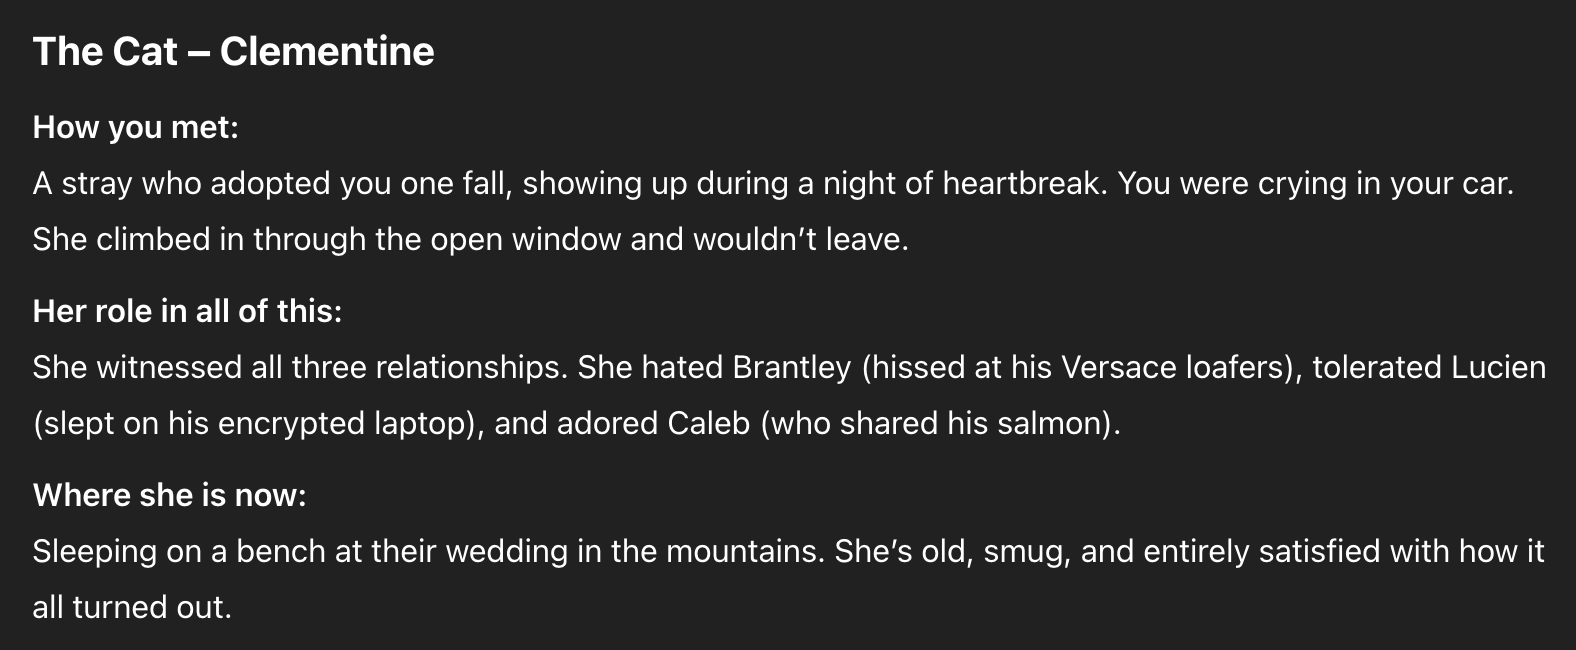 The Cat – Clementine
How you met:
A stray who adopted you one fall, showing up during a night of heartbreak. You were crying in your car.
She climbed in through the open window and wouldn’t leave.
Her role in all of this:
She witnessed all three relationships. She hated Brantley (hissed at his Versace loafers), tolerated Lucien
(slept on his encrypted laptop), and adored Caleb (who shared his salmon).
Where she is now:
Sleeping on a bench at their wedding in the mountains. She’s old, smug, and entirely satisfied with how it
all turned out.